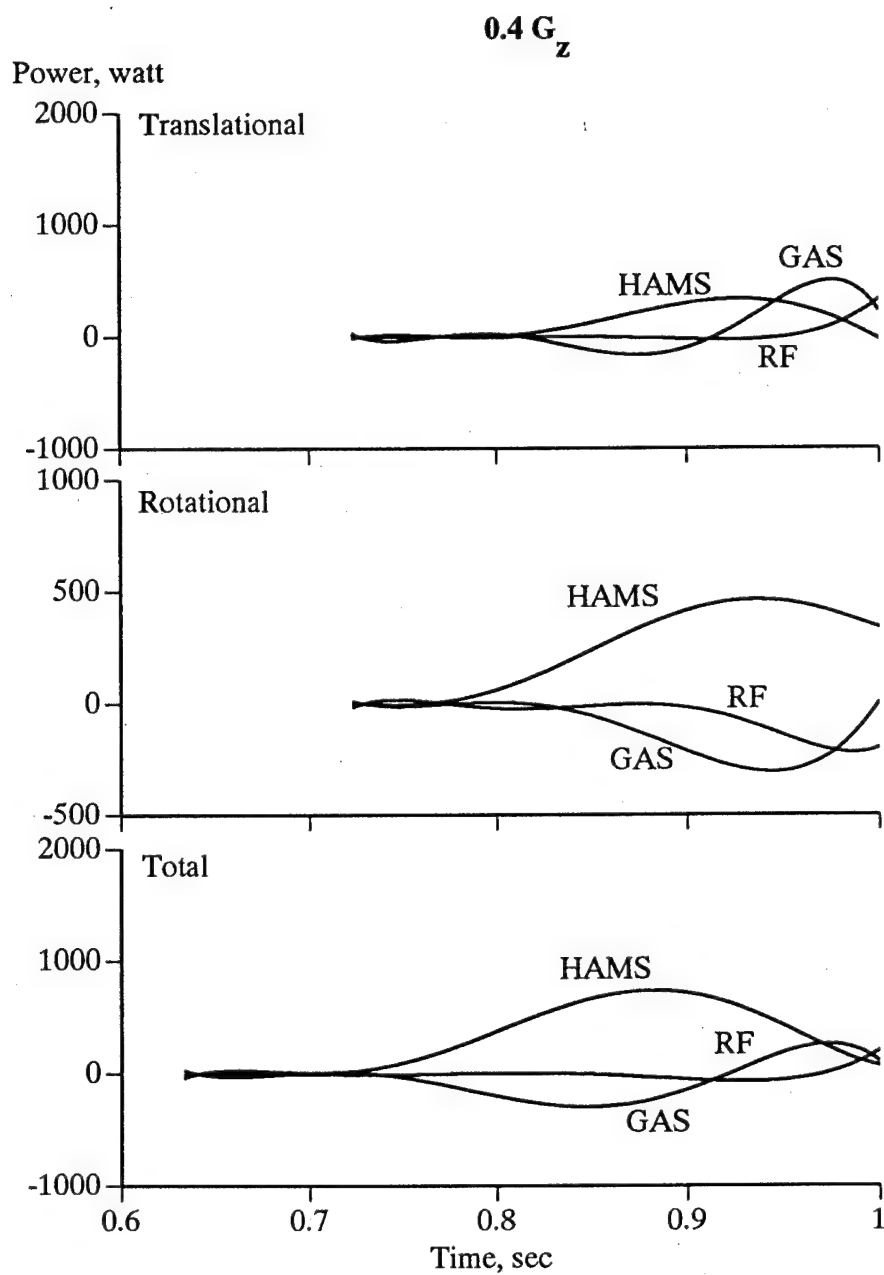 0.4 G
z
Power, watt
2000
Translational
1000
GAS
HAMS
0
RF
-1000
1000
Rotational
500
HAMS
RF
0
GAS
-500
2000
Total
1000
HAMS
RF
0
GAS
-1000
0.6 0.7 0.8 0.9 1
Time, sec